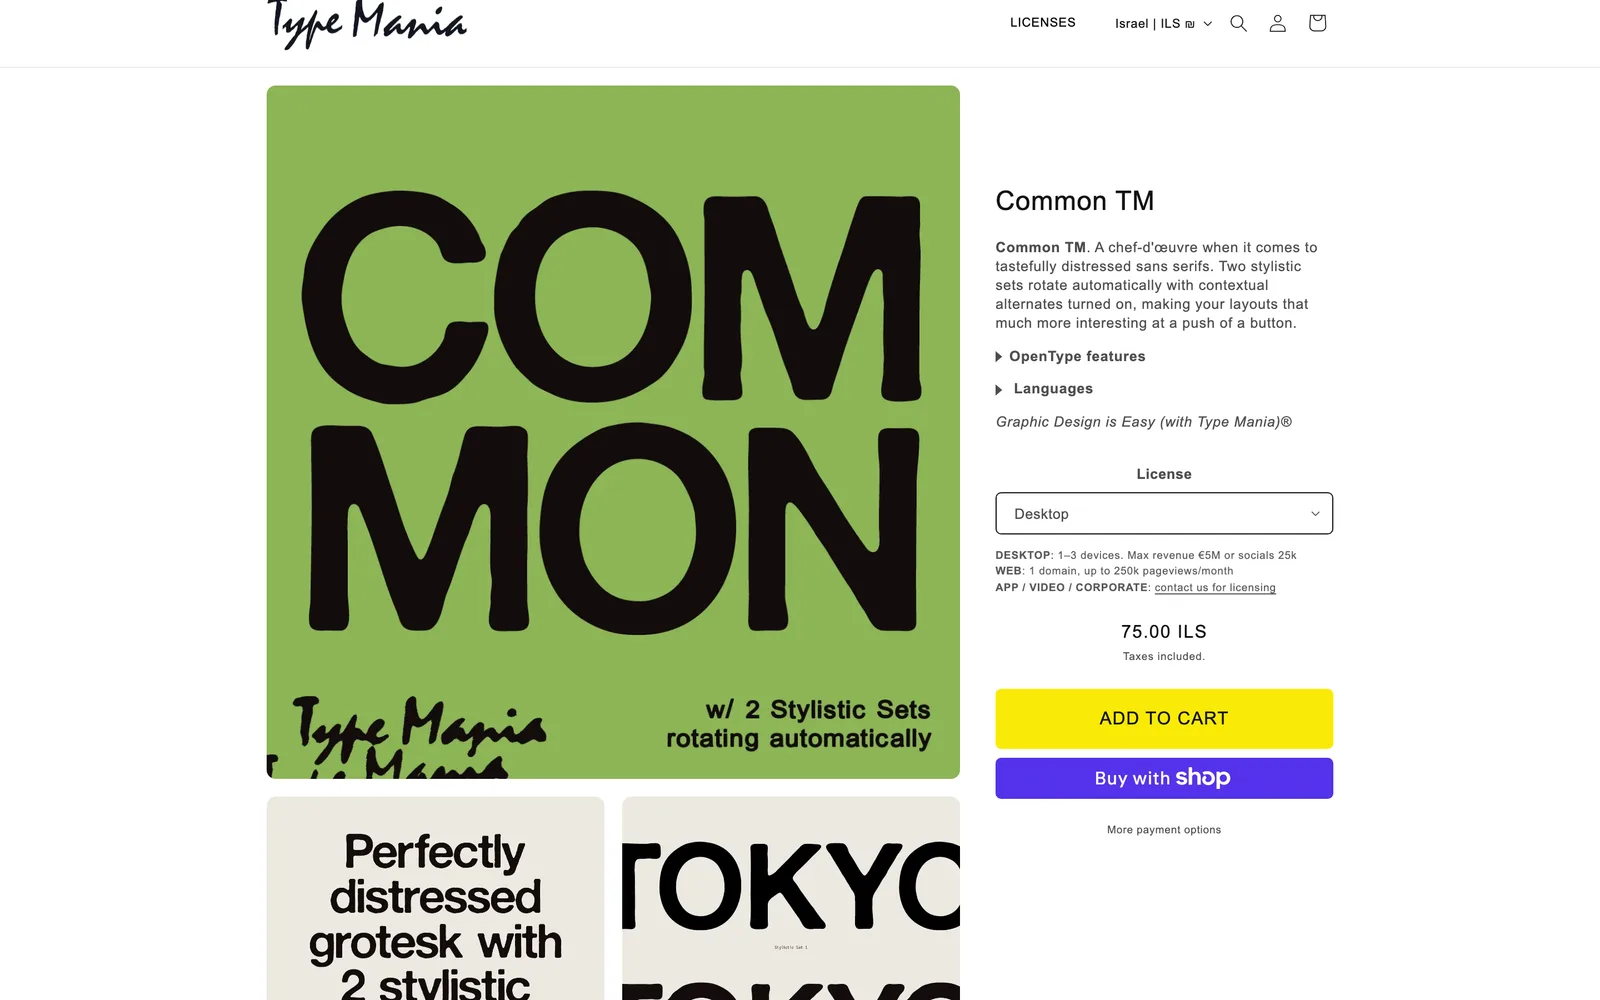 Type Mania
LICENSES
Israel | ILS ₪
COM
MON
Type Mania
w/ 2 Stylistic Sets
rotating automatically
Common TM
Common TM. A chef-d'œuvre when it comes to
tastefully distressed sans serifs. Two stylistic
sets rotate automatically with contextual
alternates turned on, making your layouts that
much more interesting at a push of a button.
OpenType features
Languages
Graphic Design is Easy (with Type Mania)®
License
Desktop
DESKTOP: 1–3 devices. Max revenue €5M or socials 25k
WEB: 1 domain, up to 250k pageviews/month
APP / VIDEO / CORPORATE: contact us for licensing
75.00 ILS
Taxes included.
ADD TO CART
Buy with shop
More payment options
Perfectly
distressed
grotesk with
2 stylistic
TOKYO
Stylistic Set 1
TOKYO